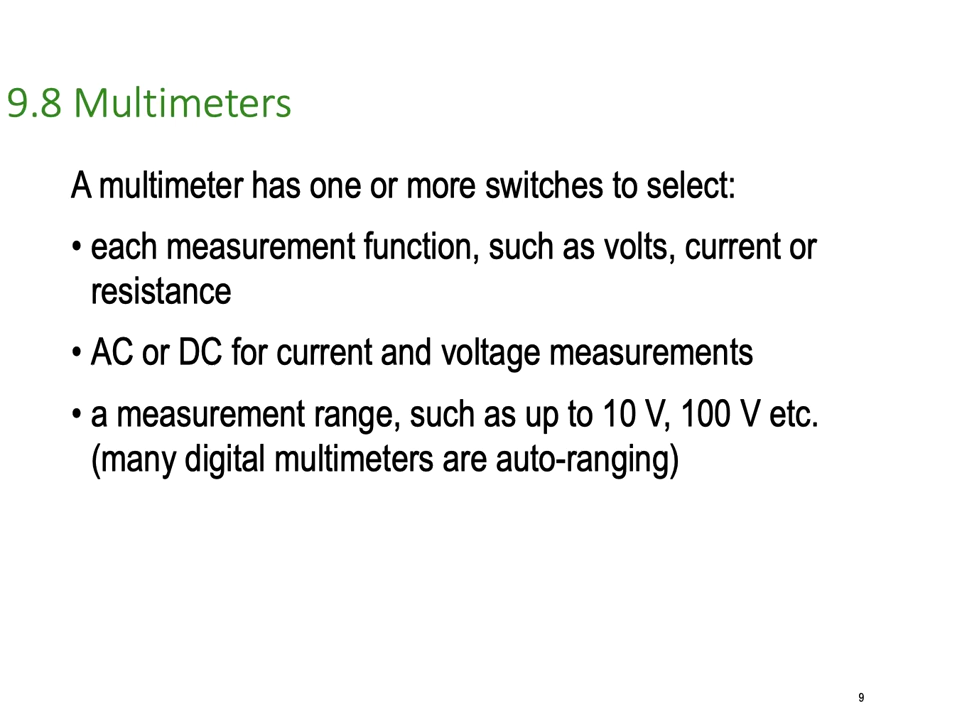 9.8 Multimeters
A multimeter has one or more switches to select:
• each measurement function, such as volts, current or
resistance
• AC or DC for current and voltage measurements
• a measurement range, such as up to 10 V, 100 V etc.
(many digital multimeters are auto-ranging)
9